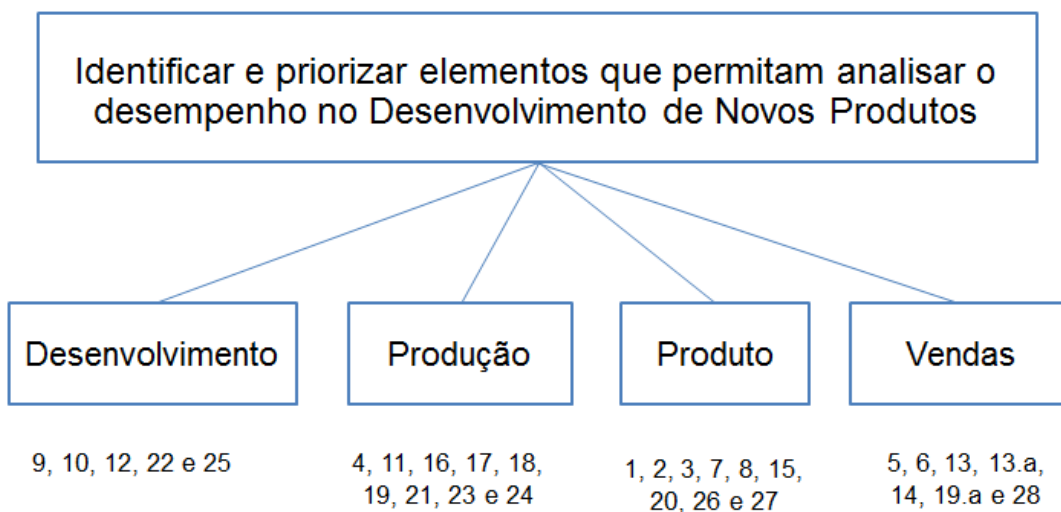 Identificar e priorizar elementos que permitam analisar o
desempenho no Desenvolvimento de Novos Produtos
Desenvolvimento
Produção
Produto
Vendas
9, 10, 12, 22 e 25
4, 11, 16, 17, 18,
19, 21, 23 e 24
1, 2, 3, 7, 8, 15,
20, 26 e 27
5, 6, 13, 13.a,
14, 19.a e 28